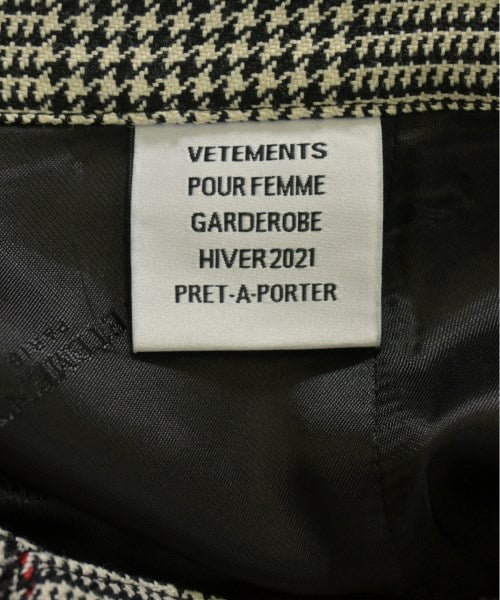 VETEMENTS
POUR FEMME
GARDEROBE
HIVER 2021
PRET-A-PORTER